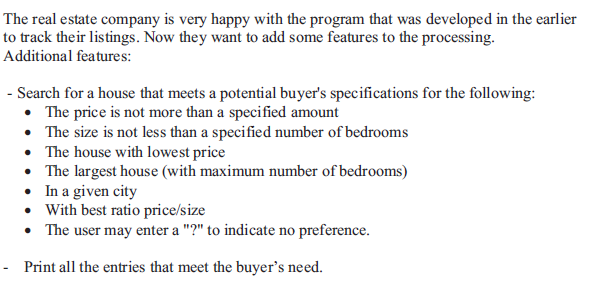 The real estate company is very happy with the program that was developed in the earlier
to track their listings. Now they want to add some features to the processing.
Additional features:
- Search for a house that meets a potential buyer's specifications for the following:
• The price is not more than a specified amount
• The size is not less than a specified number of bedrooms
• The house with lowest price
• The largest house (with maximum number of bedrooms)
• In a given city
• With best ratio price/size
• The user may enter a "?" to indicate no preference.
- Print all the entries that meet the buyer’s need.